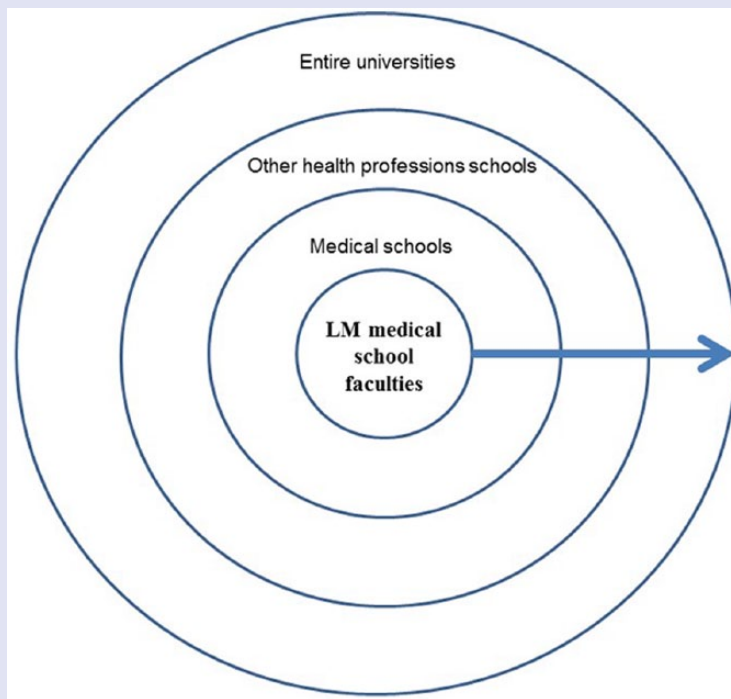 Entire universities
Other health professions schools
Medical schools
LM medical
school
faculties